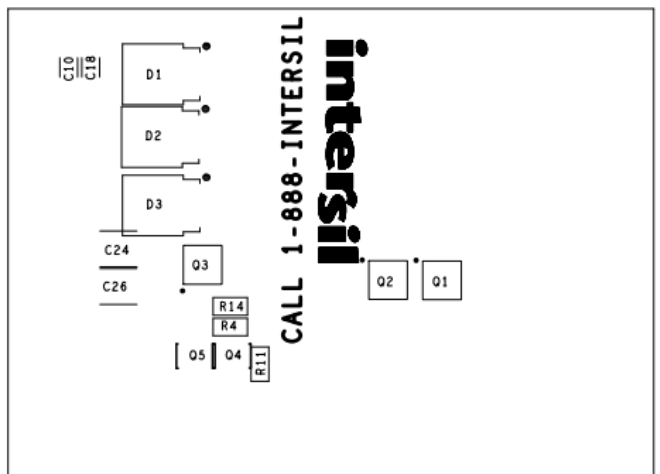 C10
C18
D1
D2
D3
C24
C26
Q3
R14
R4
Q5
Q4
R11
CALL 1-888-INTERSIL
intersil
Q2
Q1